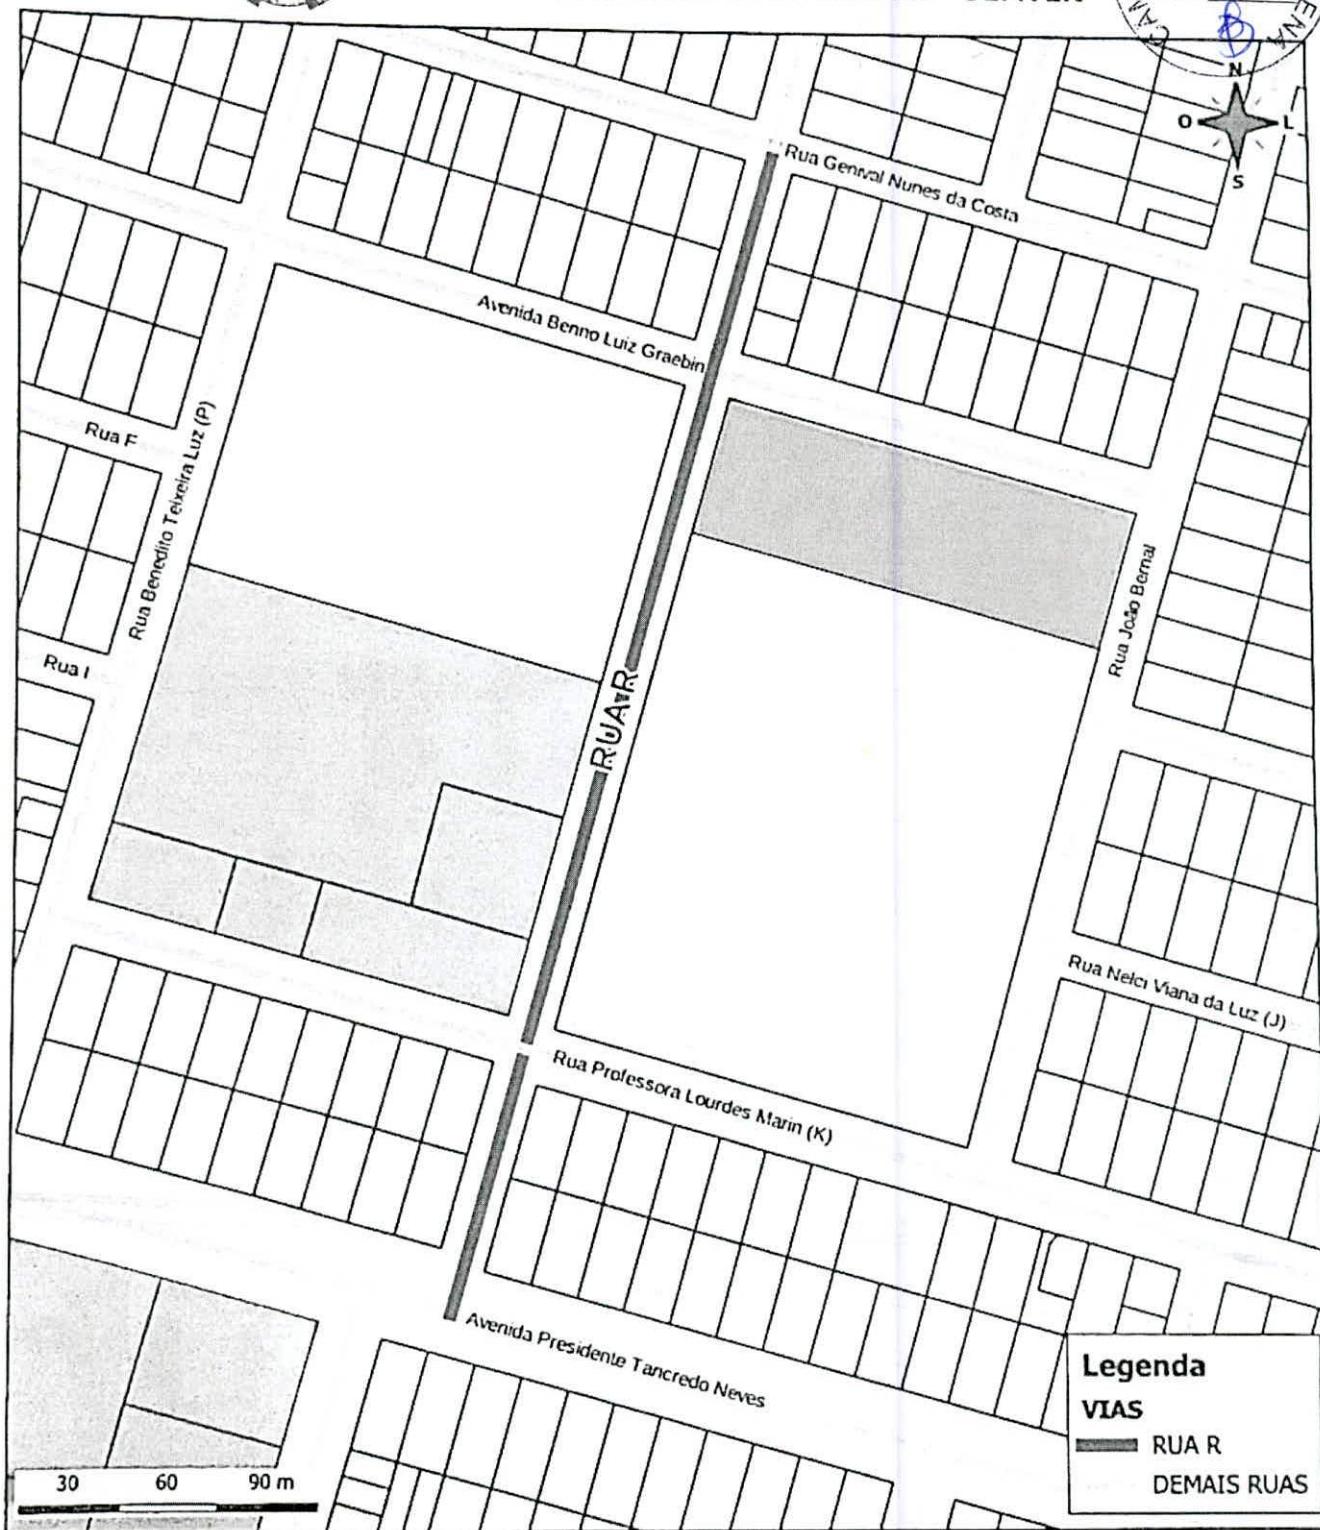 N
O
L
S
Rua Genival Nunes da Costa
Avenida Benno Luiz Graebin
Rua F
Rua Benedito Teixeira Luz (P)
Rua João Bernal
Rua I
RUA R
Rua Nelci Viana da Luz (J)
Rua Professora Lourdes Marin (K)
Avenida Presidente Tancredo Neves
Legenda
VIAS
RUA R
DEMAIS RUAS
30 60 90 m